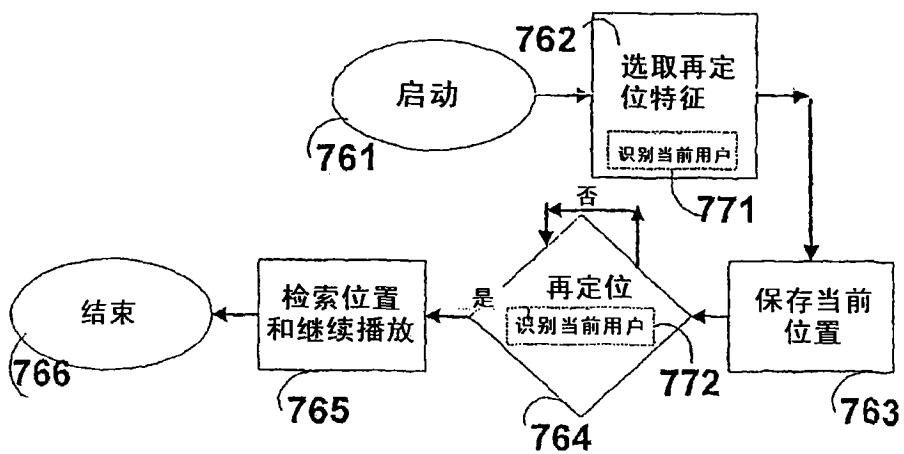 762
选取再定
位特征
识别当前用户
771
启动
761
否
再定位
识别当前用户
772
764
是
保存当前
位置
763
检索位置
和继续播放
765
结束
766